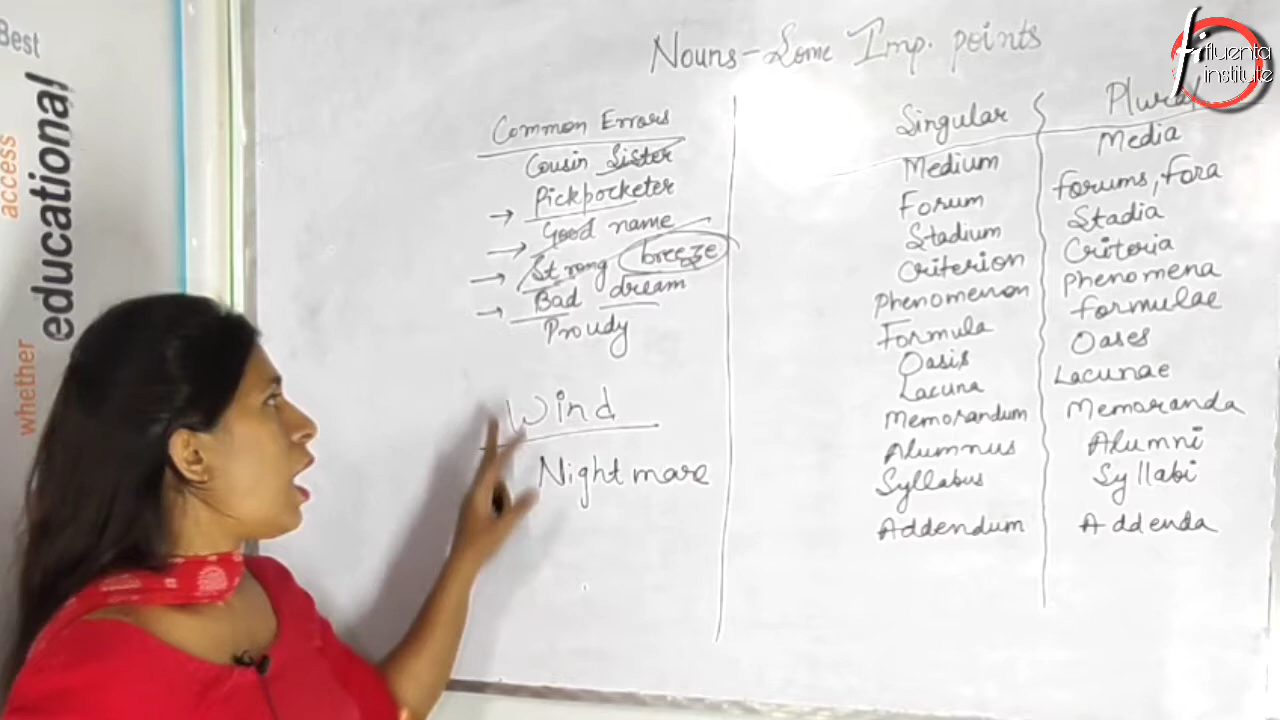 Best
access
educational
whether
fluenta
institute
Nouns - Some Imp. points
Common Errors
Cousin Sister
→ Pickpocketer
→ Good name
→ Strong breeze
→ Bad dream
Proudy
Wind
Nightmare
Singular Plural
Medium Media
Forum Forums, Fora
Stadium Stadia
Criterion Criteria
Phenomenon Phenomena
Formula Formulae
Oasis Oases
Lacuna Lacunae
Memorandum Memoranda
Alumnus Alumni
Syllabus Syllabi
Addendum Addenda